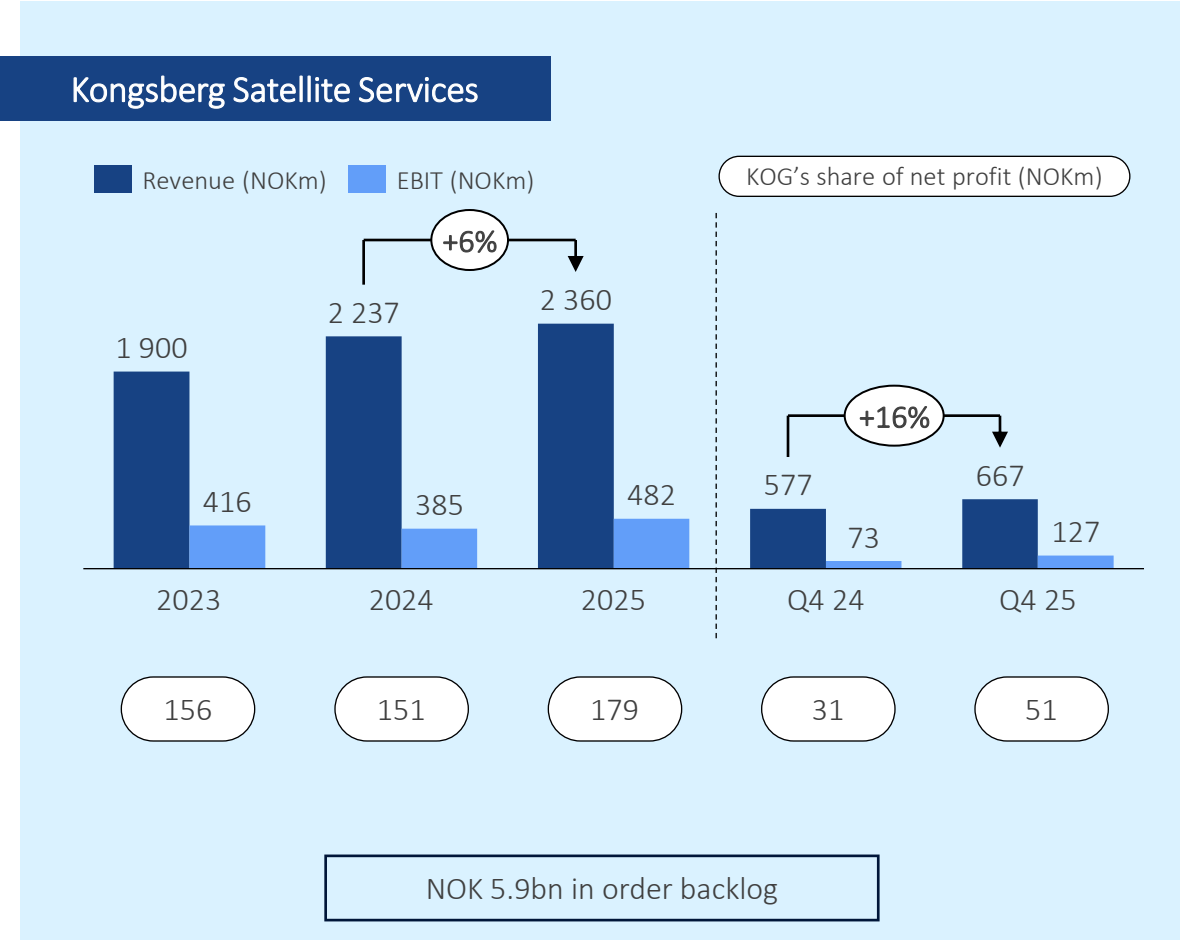 Kongsberg Satellite Services
Revenue (NOKm) EBIT (NOKm)
KOG's share of net profit (NOKm)
+6%
2 360
2 237
1 900
+16%
667
577
482
416
385
127
73
2023 2024 2025 Q4 24 Q4 25
156 151 179 31 51
NOK 5.9bn in order backlog